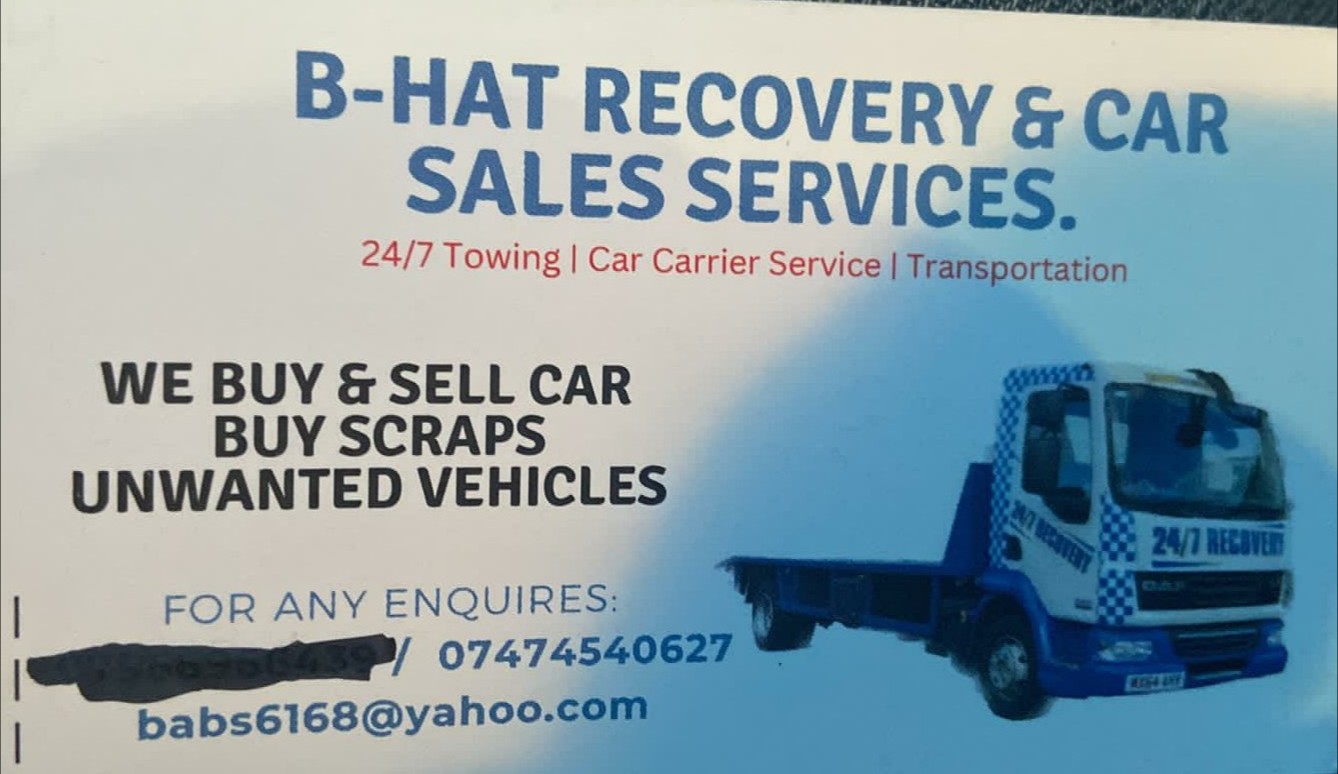 B-HAT RECOVERY & CAR
SALES SERVICES.
24/7 Towing | Car Carrier Service | Transportation
WE BUY & SELL CAR
BUY SCRAPS
UNWANTED VEHICLES
FOR ANY ENQUIRES:
/ 07474540627
babs6168@yahoo.com
24/7 RECOVERY
24/7 RECOVERY